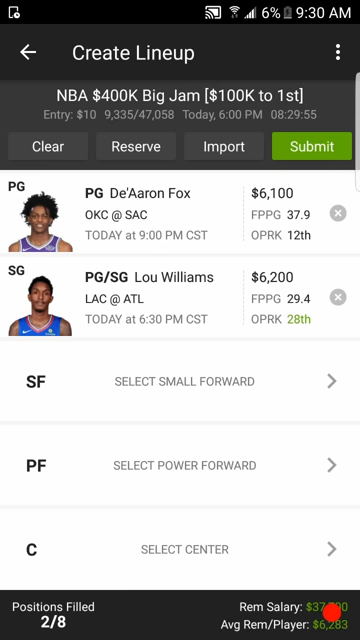 6% 9:30 AM
Create Lineup
NBA $400K Big Jam [$100K to 1st]
Entry: $10 9,335/47,058 Today, 6:00 PM 08:29:55
Clear Reserve Import Submit
PG
PG De'Aaron Fox $6,100
OKC @ SAC FPPG 37.9
TODAY at 9:00 PM CST OPRK 12th
SG
PG/SG Lou Williams $6,200
LAC @ ATL FPPG 29.4
TODAY at 6:30 PM CST OPRK 28th
SF SELECT SMALL FORWARD
PF SELECT POWER FORWARD
C SELECT CENTER
Positions Filled Rem Salary:
2/8 Avg Rem/Player: $6,283